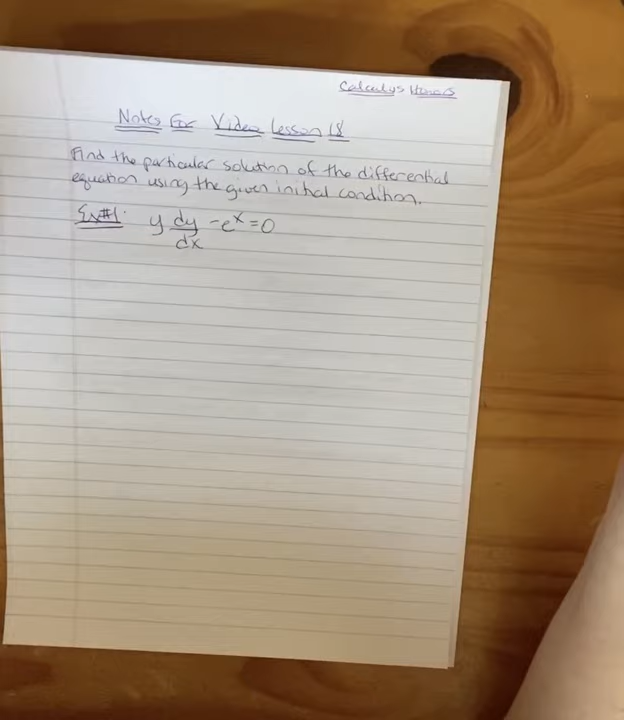 Calculus Honors
Notes For Video Lesson 18
Find the particular solution of the differential
equation using the given initial condition.
Ex#1: y dy/dx - eˣ = 0